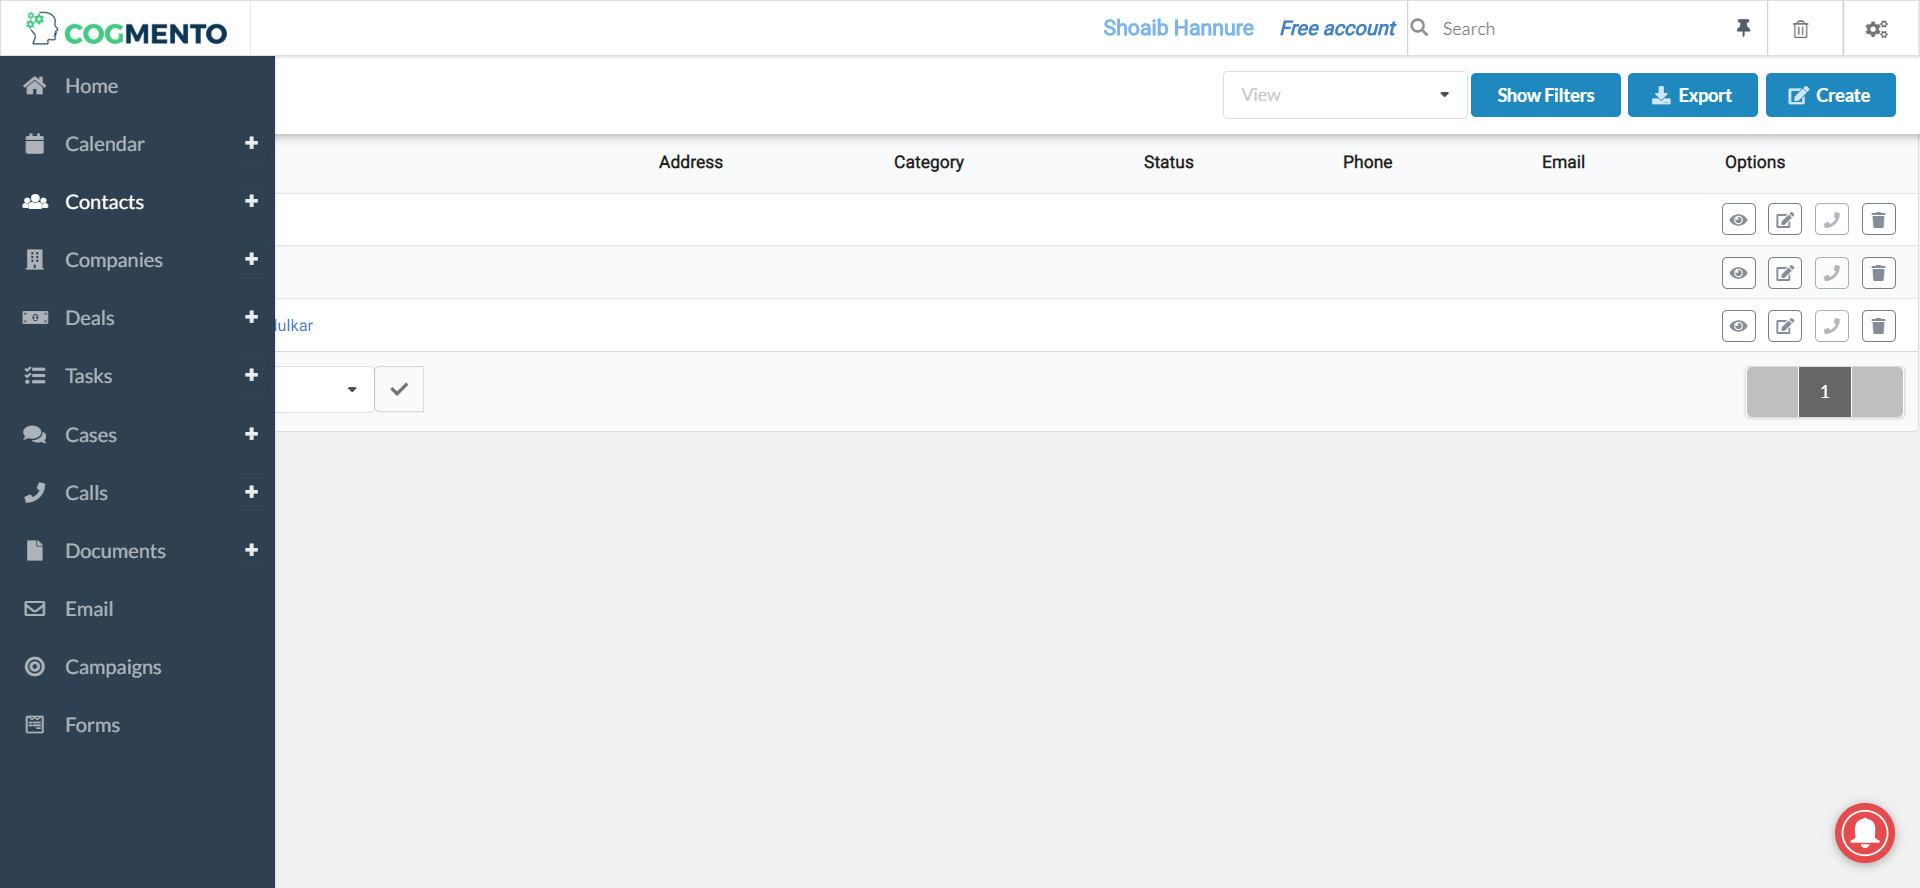 COGMENTO
Shoaib Hannure
Free account
Search
Home
Calendar
Contacts
Companies
Deals
Tasks
Cases
Calls
Documents
Email
Campaigns
Forms
View
Show Filters
Export
Create
Address
Category
Status
Phone
Email
Options
ulkar
1